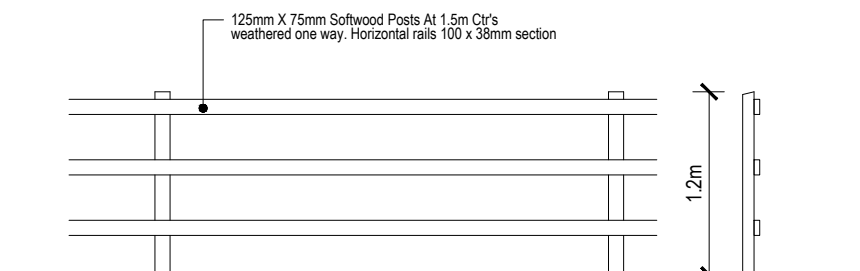 125mm X 75mm Softwood Posts At 1.5m Ctr's
weathered one way. Horizontal rails 100 x 38mm section
1.2m